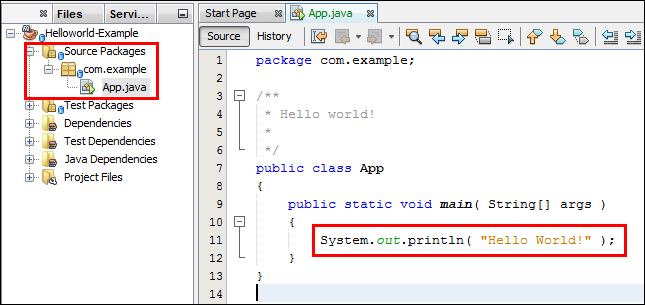 Files Servi...
Helloworld-Example
Source Packages
com.example
App.java
Test Packages
Dependencies
Test Dependencies
Java Dependencies
Project Files
Start Page App.java
Source History
1 package com.example;
2
3 /**
4 * Hello world!
5 *
6 */
7 public class App
8 {
9 public static void main( String[] args )
10 {
11 System.out.println( "Hello World!" );
12 }
13 }
14